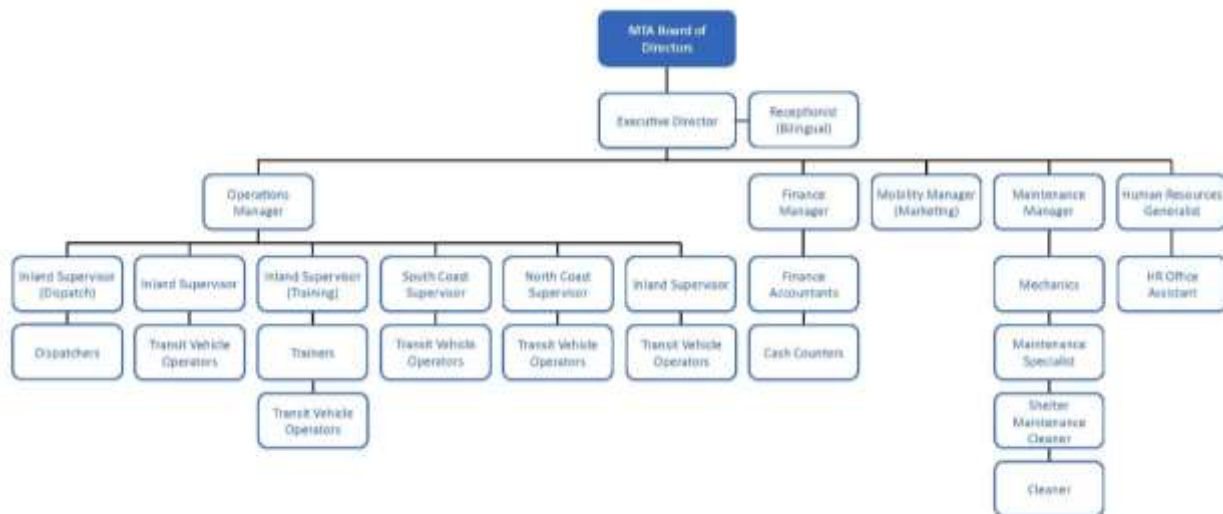 MTA Board of
Directors
Executive Director
Receptionist
(Bilingual)
Operations
Manager
Finance
Manager
Mobility Manager
(Marketing)
Maintenance
Manager
Human Resources
Generalist
Inland Supervisor
(Dispatch)
Inland Supervisor
Inland Supervisor
(Training)
South Coast
Supervisor
North Coast
Supervisor
Inland Supervisor
Finance
Accountants
Mechanics
HR Office
Assistant
Dispatchers
Transit Vehicle
Operators
Trainers
Transit Vehicle
Operators
Transit Vehicle
Operators
Transit Vehicle
Operators
Cash Counters
Maintenance
Specialist
Transit Vehicle
Operators
Shelter
Maintenance
Cleaner
Cleaner